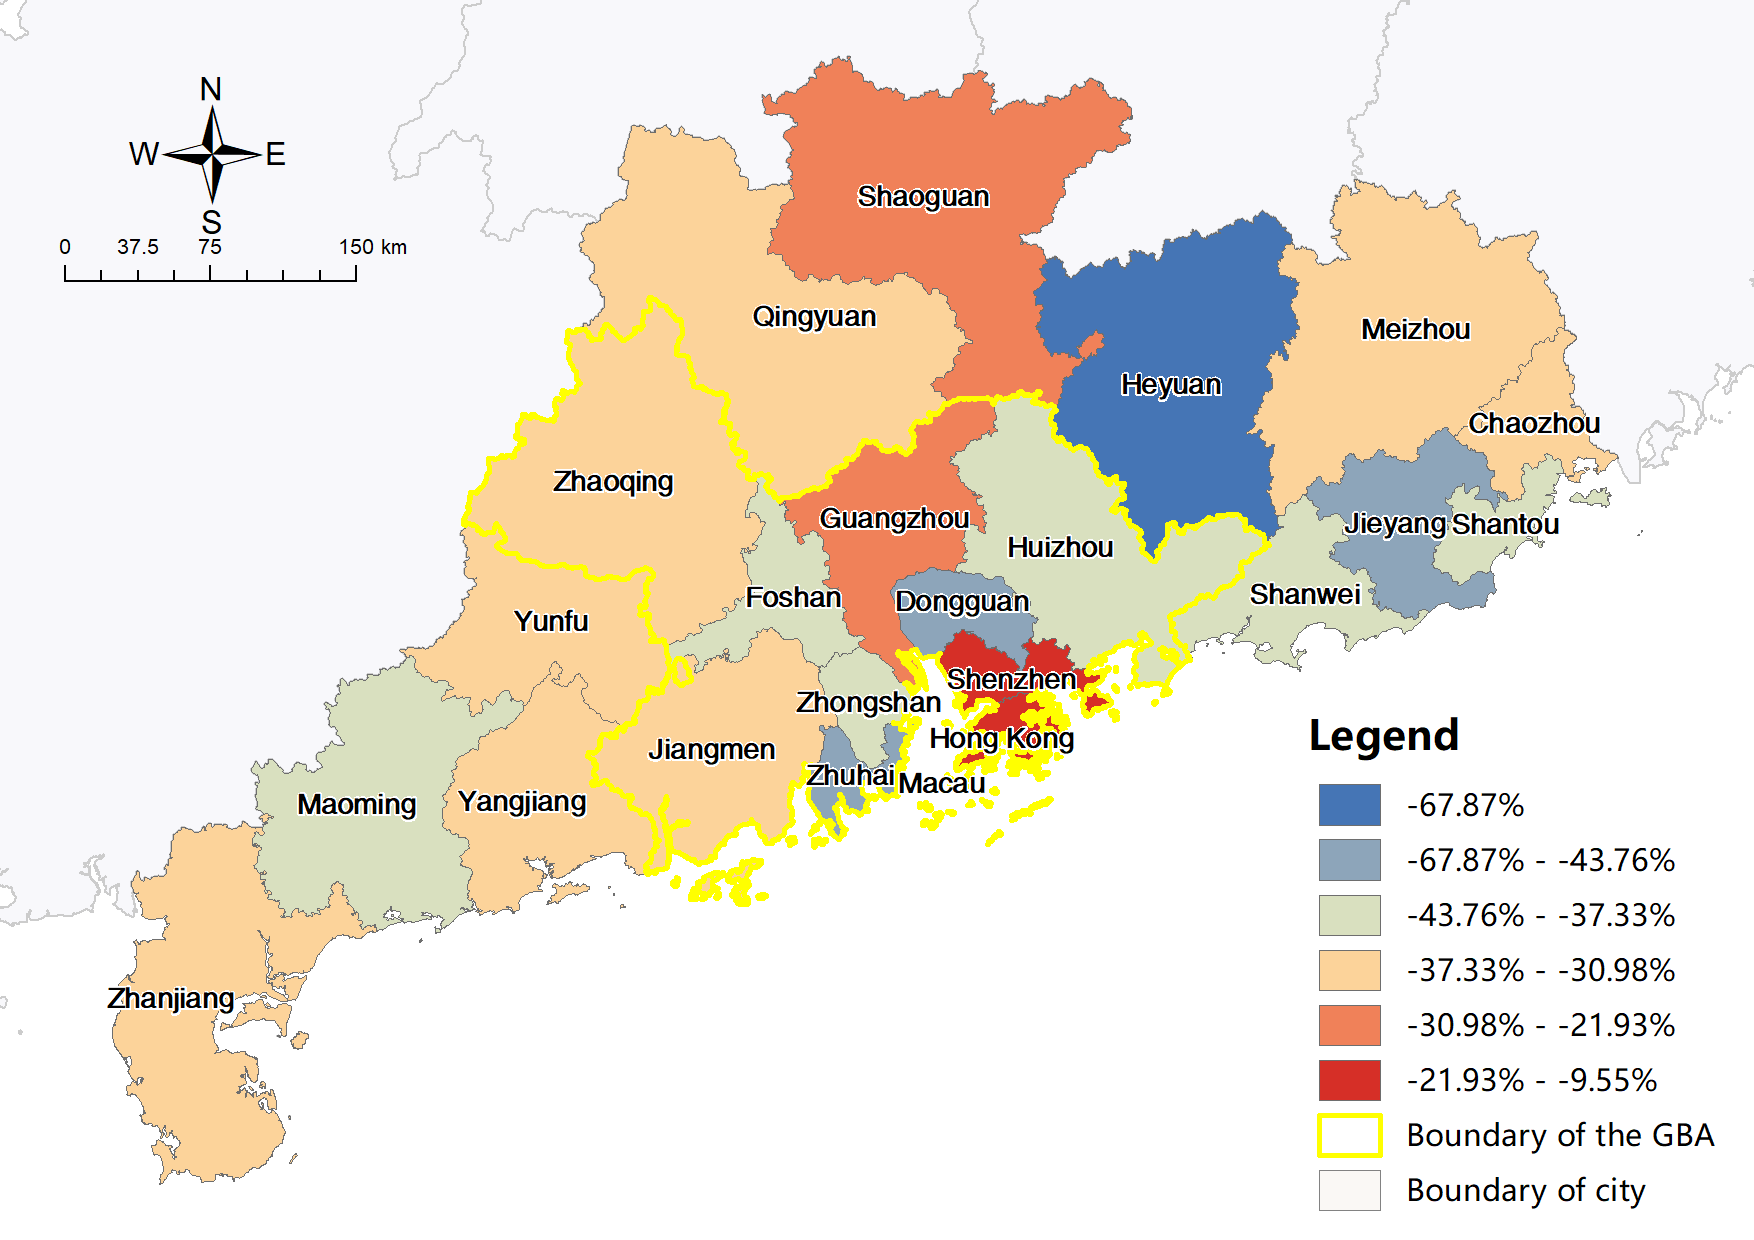 N
W E
S
0 37.5 75 150 km
Shaoguan
Qingyuan
Meizhou
Heyuan
Chaozhou
Zhaoqing
Guangzhou
Jieyang Shantou
Huizhou
Foshan
Dongguan
Shanwei
Yunfu
Shenzhen
Zhongshan
Hong Kong
Jiangmen
Zhuhai
Macau
Maoming
Yangjiang
Zhanjiang
Legend
-67.87%
-67.87% - -43.76%
-43.76% - -37.33%
-37.33% - -30.98%
-30.98% - -21.93%
-21.93% - -9.55%
Boundary of the GBA
Boundary of city